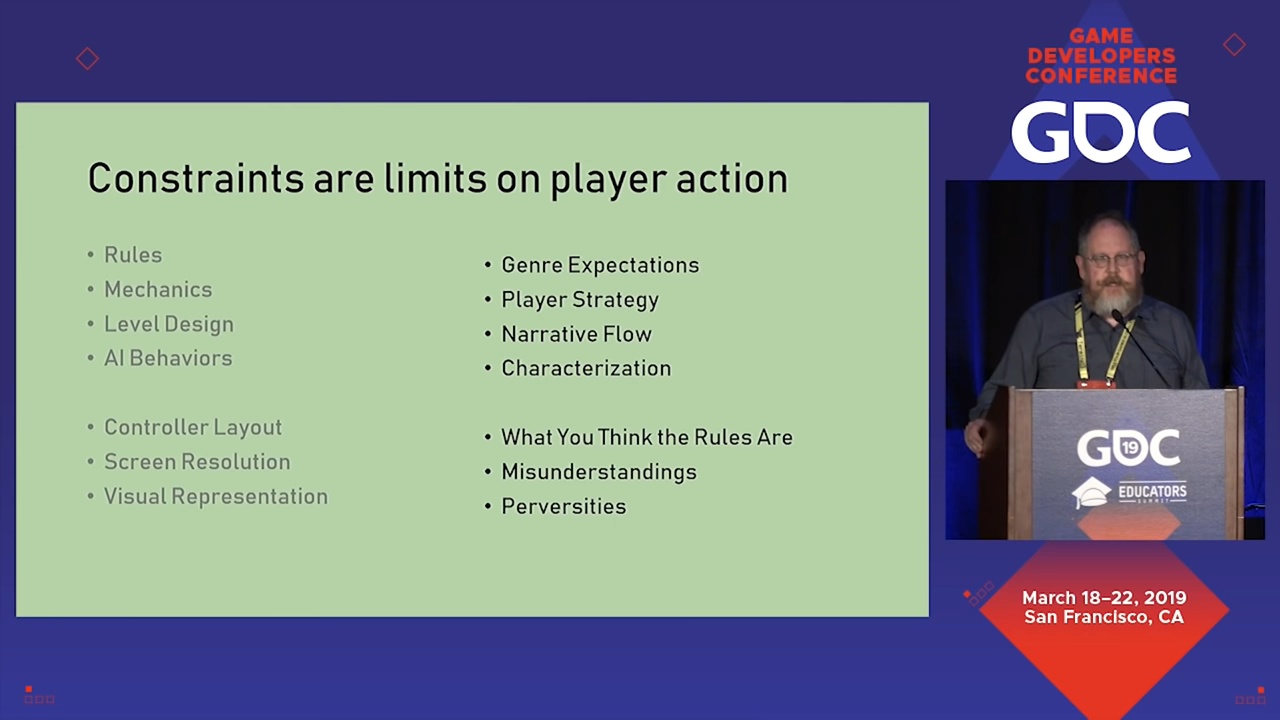 GAME
DEVELOPERS
CONFERENCE
GDC
Constraints are limits on player action
• Rules
• Mechanics
• Level Design
• AI Behaviors
• Controller Layout
• Screen Resolution
• Visual Representation
• Genre Expectations
• Player Strategy
• Narrative Flow
• Characterization
• What You Think the Rules Are
• Misunderstandings
• Perversities
GDC
19
EDUCATORS
SUMMIT
March 18–22, 2019
San Francisco, CA